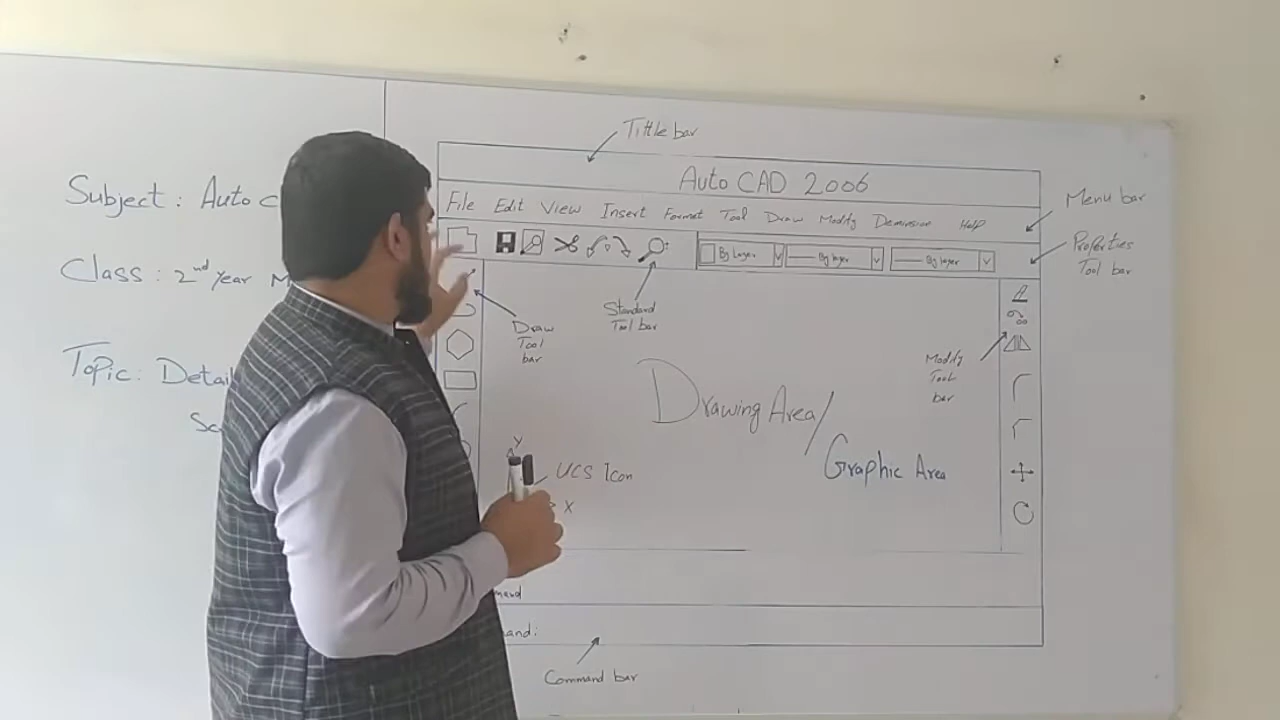 Subject : Auto C
Class : 2nd year M
Topic : Detail
Tittle bar
Auto CAD 2006
File Edit View Insert Format Tool Draw Modify Demension Help
Menu bar
By Layer By layer By layer
Properties
Tool bar
Draw
Tool
bar
Standard
Tool bar
Modify
Tool
bar
Drawing Area/
Graphic Area
Y
UCS Icon
X
mand
and:
Command bar